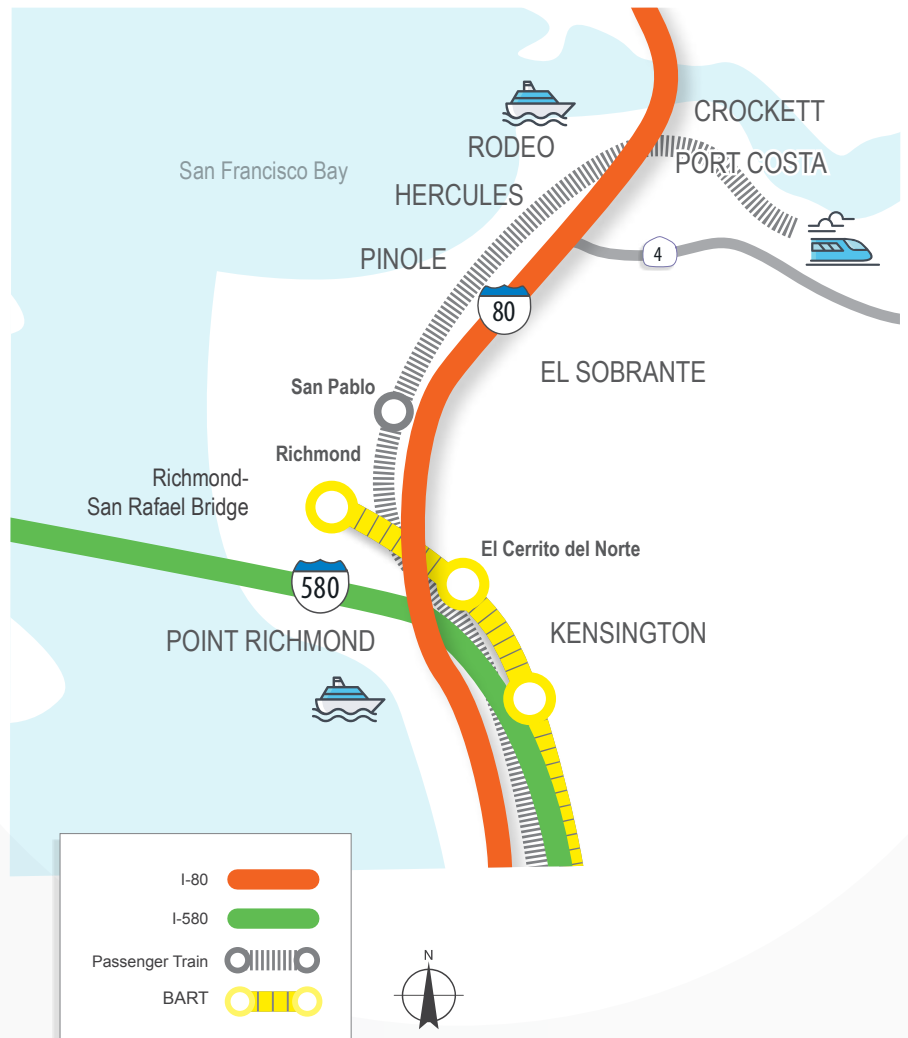 CROCKETT
RODEO
PORT COSTA
San Francisco Bay
HERCULES
PINOLE
4
80
EL SOBRANTE
San Pablo
Richmond
Richmond-
San Rafael Bridge
El Cerrito del Norte
580
POINT RICHMOND
KENSINGTON
I-80
I-580
Passenger Train
BART
N